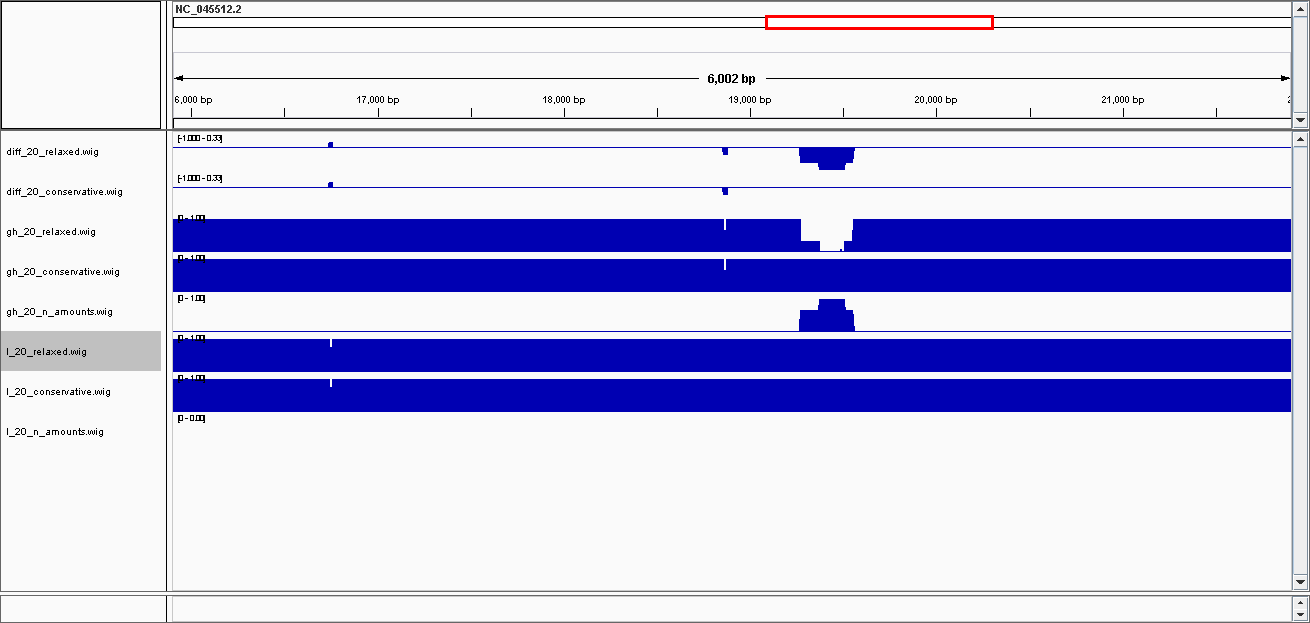 NC_045512.2
6,002 bp
6,000 bp 17,000 bp 18,000 bp 19,000 bp 20,000 bp 21,000 bp 2
[-1.000 - 0.33]
diff_20_relaxed.wig
[-1.000 - 0.33]
diff_20_conservative.wig
[0 - 1.00]
gh_20_relaxed.wig
[0 - 1.00]
gh_20_conservative.wig
[0 - 1.00]
gh_20_n_amounts.wig
[0 - 1.00]
l_20_relaxed.wig
[0 - 1.00]
l_20_conservative.wig
[0 - 0.00]
l_20_n_amounts.wig